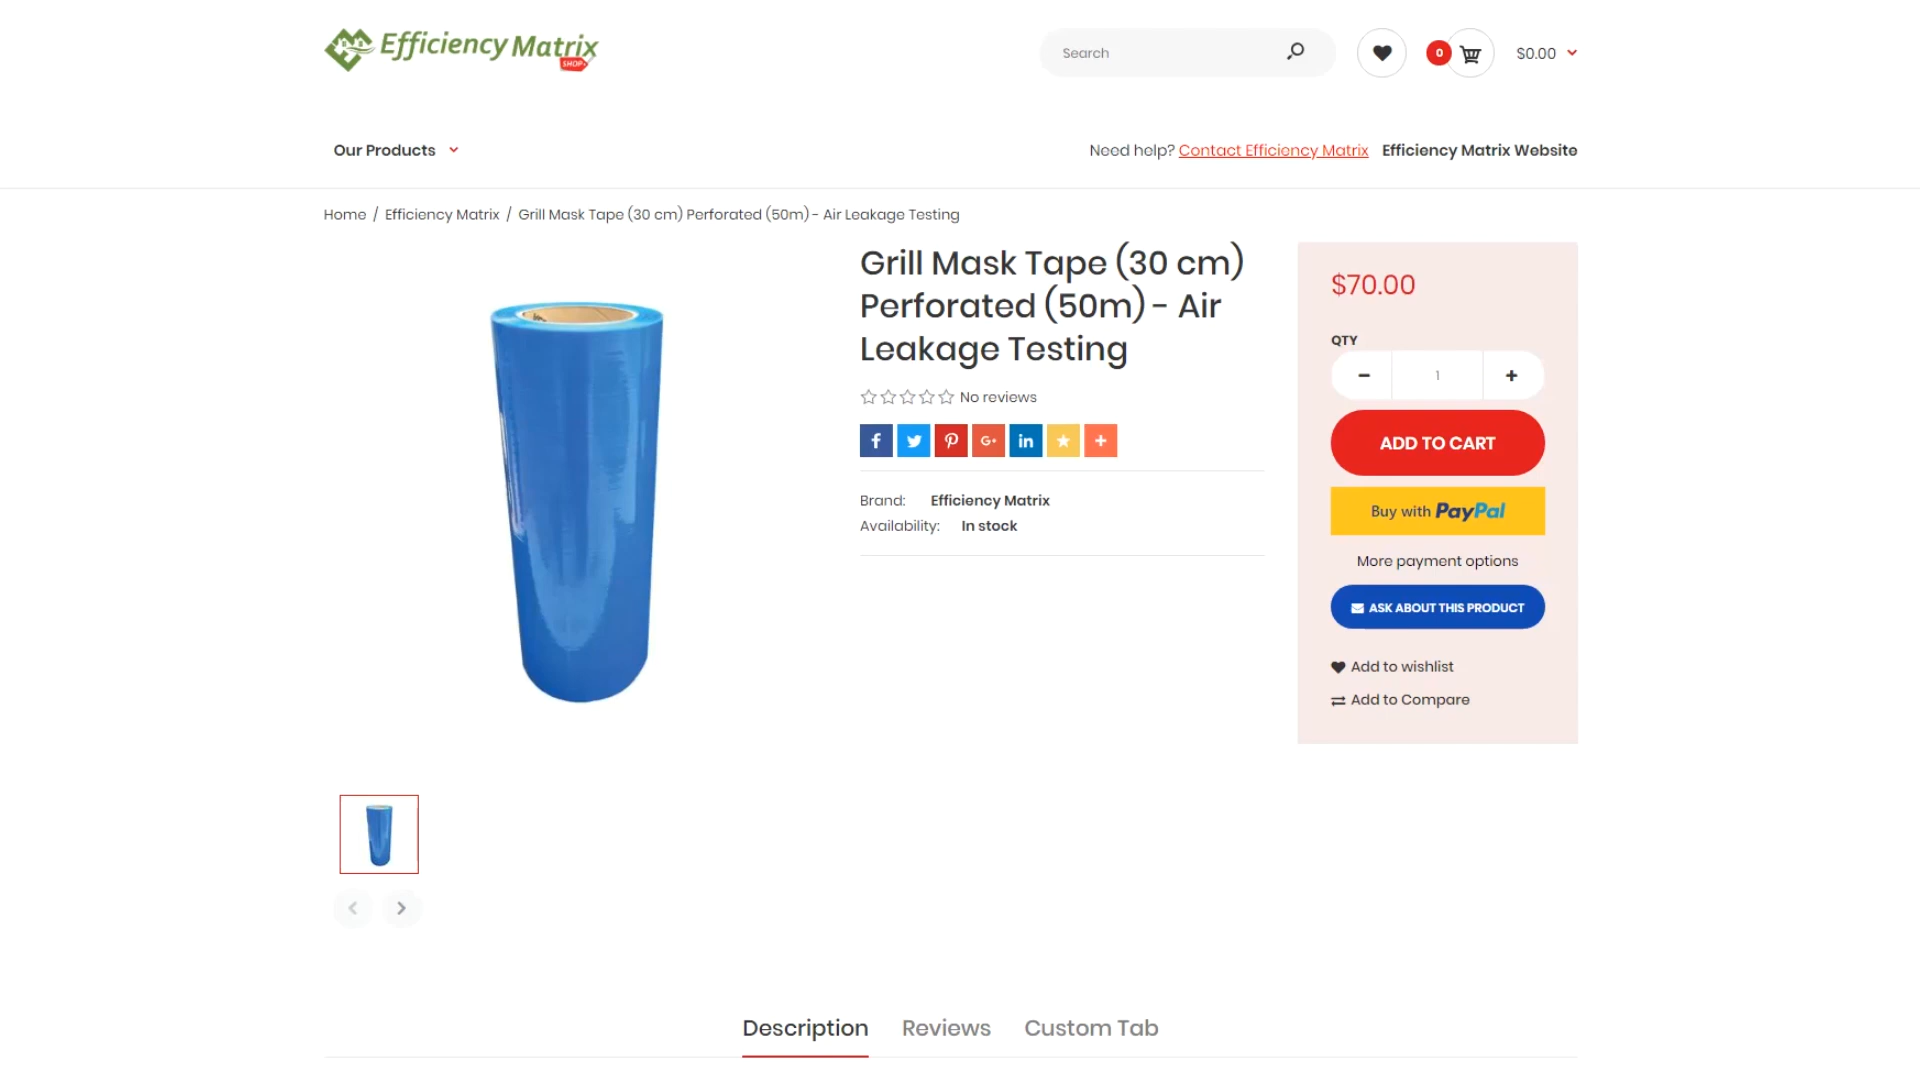 Efficiency Matrix
SHOP
Search
0
$0.00
Our Products
Need help? Contact Efficiency Matrix Efficiency Matrix Website
Home / Efficiency Matrix / Grill Mask Tape (30 cm) Perforated (50m) - Air Leakage Testing
Grill Mask Tape (30 cm)
Perforated (50m) - Air
Leakage Testing
No reviews
Brand: Efficiency Matrix
Availability: In stock
$70.00
QTY
- 1 +
ADD TO CART
Buy with PayPal
More payment options
ASK ABOUT THIS PRODUCT
Add to wishlist
Add to Compare
Description Reviews Custom Tab